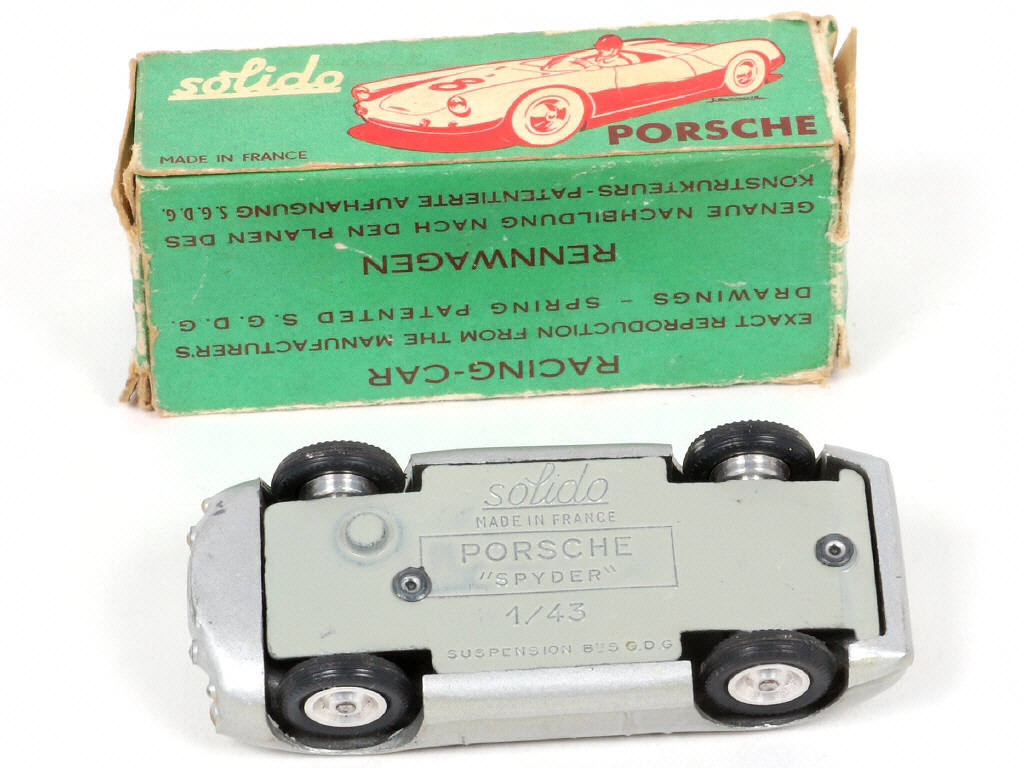 solido
6
PORSCHE
MADE IN FRANCE
RACING-CAR
EXACT REPRODUCTION FROM THE MANUFACTURER'S
DRAWINGS - SPRING PATENTED S.G.D.G.
RENNWAGEN
GENAUE NACHBILDUNG NACH DEN PLANEN DES
KONSTRUKTEURS-PATENTIERTE AUFHANGUNG S.G.D.G.
solido
MADE IN FRANCE
PORSCHE
"SPYDER"
1/43
SUSPENSION BTE S.G.D.G